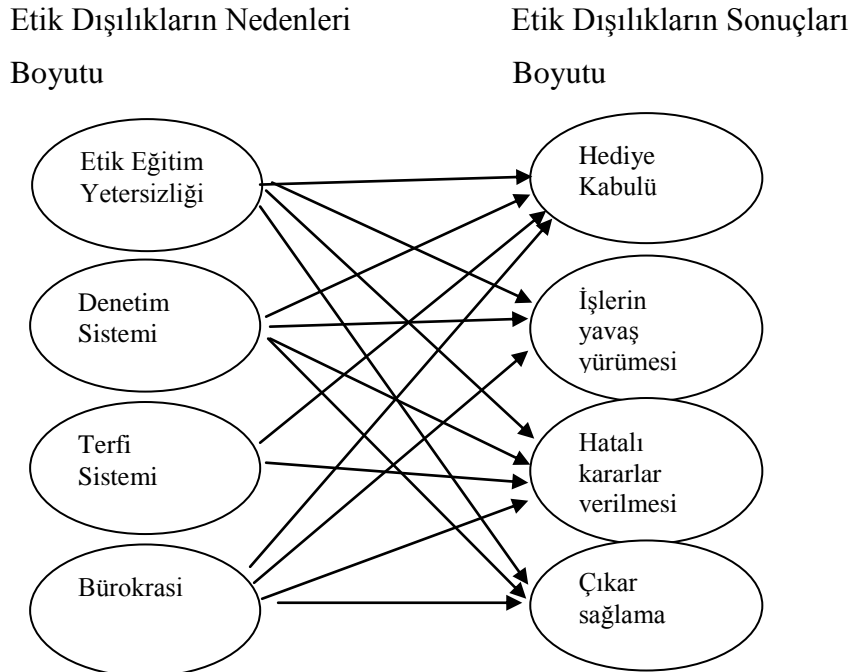 Etik Dışılıkların Nedenleri
Boyutu
Etik Dışılıkların Sonuçları
Boyutu
Etik Eğitim
Yetersizliği
Hediye
Kabulü
Denetim
Sistemi
İşlerin
yavaş
yürümesi
Terfi
Sistemi
Hatalı
kararlar
verilmesi
Bürokrasi
Çıkar
sağlama